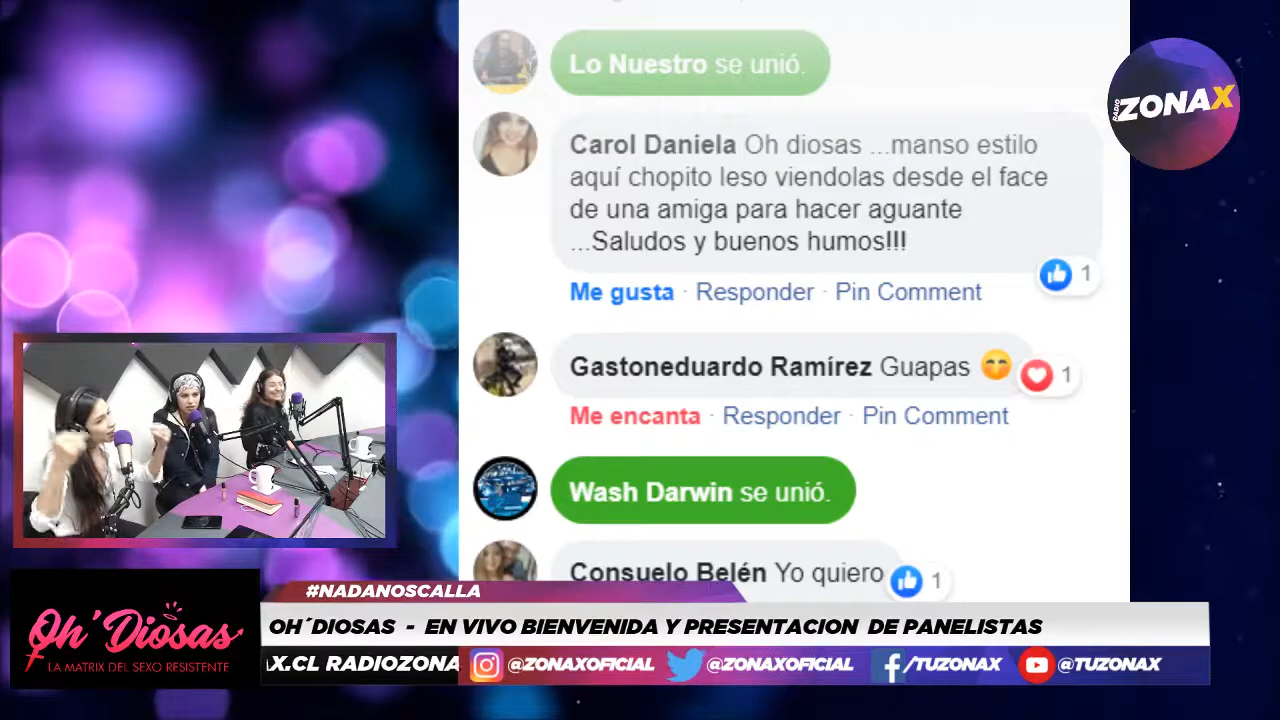 Lo Nuestro se unió.
RADIO
ZONAX
Carol Daniela Oh diosas ...manso estilo
aquí chopito leso viendolas desde el face
de una amiga para hacer aguante
...Saludos y buenos humos!!!
1
Me gusta · Responder · Pin Comment
Gastoneduardo Ramírez Guapas
1
Me encanta · Responder · Pin Comment
Wash Darwin se unió.
Consuelo Belén Yo quiero
1
#NADANOSCALLA
OH´DIOSAS - EN VIVO BIENVENIDA Y PRESENTACION DE PANELISTAS
Oh' Diosas
LA MATRIX DEL SEXO RESISTENTE
X.CL RADIOZONA
@ZONAXOFICIAL
@ZONAXOFICIAL
/TUZONAX
@TUZONAX